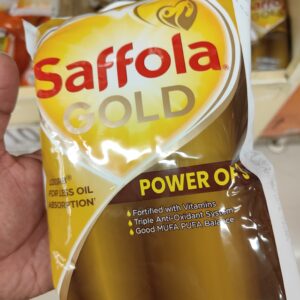 Saffola
GOLD
FOR LESS OIL
ABSORPTION
POWER OF
Fortified with Vitamins
Triple Anti-Oxidant System
Good MUFA PUFA Balance